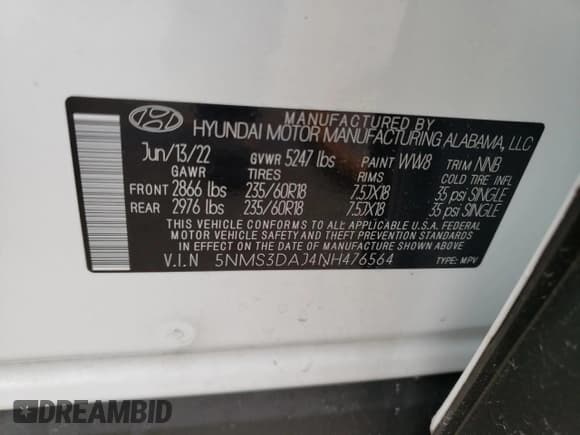 MANUFACTURED BY
HYUNDAI MOTOR MANUFACTURING ALABAMA, LLC
Jun/13/22 GVWR 5247 lbs PAINT WW8 TRIM NNB
GAWR TIRES RIMS COLD TIRE INFL
FRONT 2866 lbs 235/60R18 7.5JX18 35 psi SINGLE
REAR 2976 lbs 235/60R18 7.5JX18 35 psi SINGLE
THIS VEHICLE CONFORMS TO ALL APPLICABLE FEDERAL
MOTOR VEHICLE SAFETY AND THEFT PREVENTION STANDARDS
IN EFFECT ON THE DATE OF MANUFACTURE SHOWN ABOVE.
V.I.N 5NMS3DAJ4NH476564 TYPE: MPV
DREAMBID